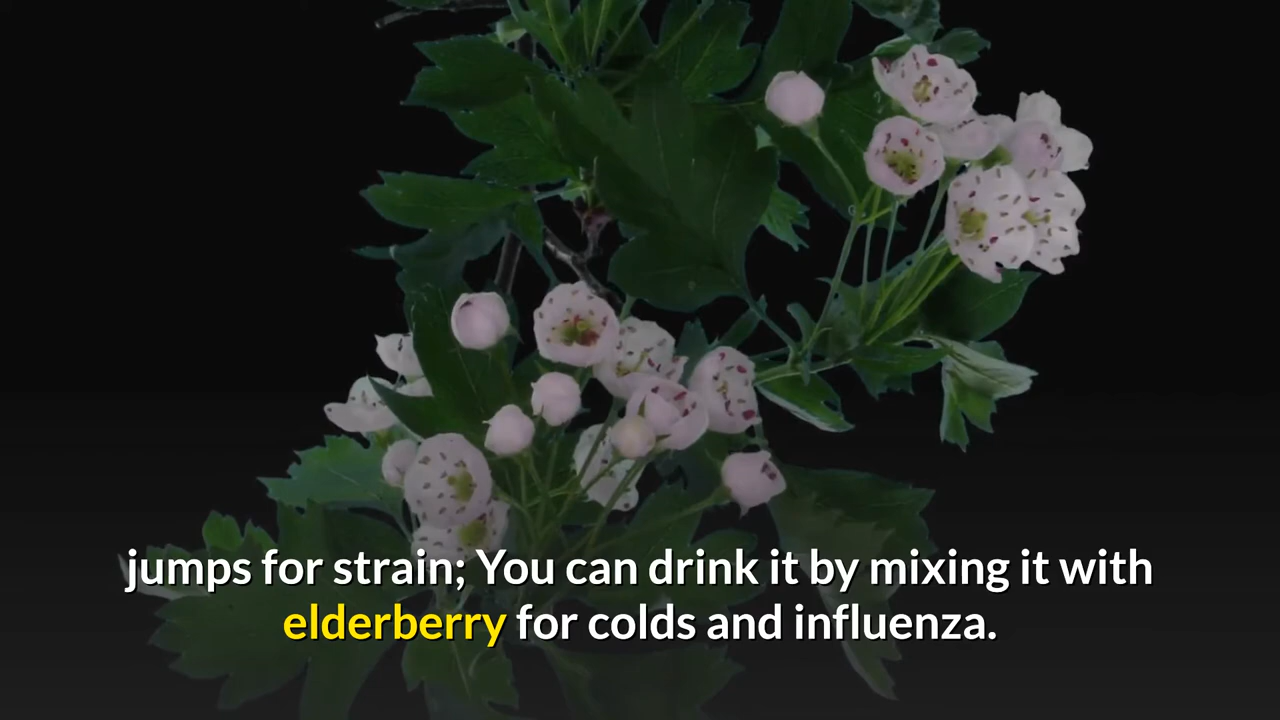 jumps for strain; You can drink it by mixing it with
elderberry for colds and influenza.